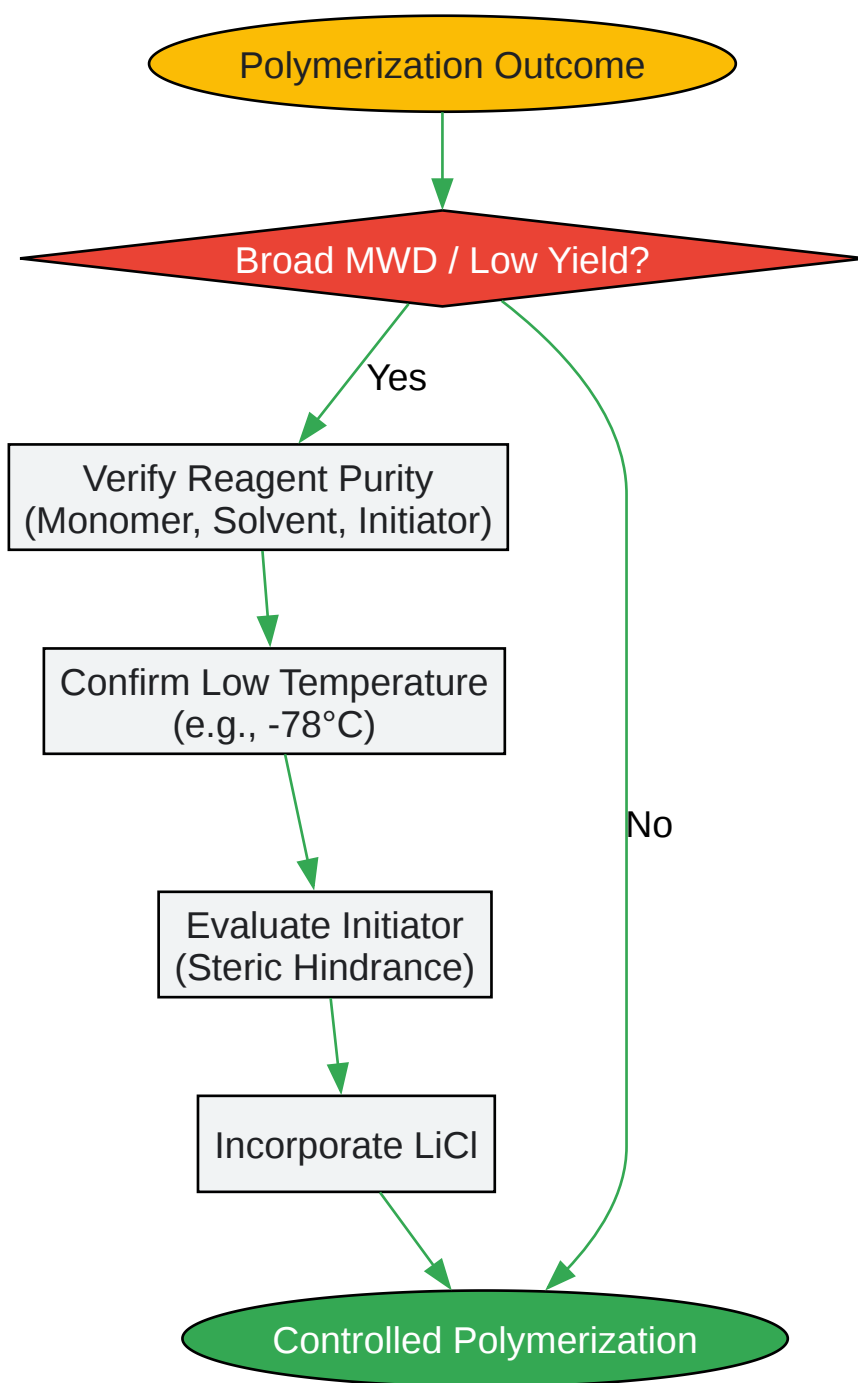 Polymerization Outcome
Broad MWD / Low Yield?
Yes
Verify Reagent Purity
(Monomer, Solvent, Initiator)
Confirm Low Temperature
(e.g., -78°C)
No
Evaluate Initiator
(Steric Hindrance)
Incorporate LiCl
Controlled Polymerization